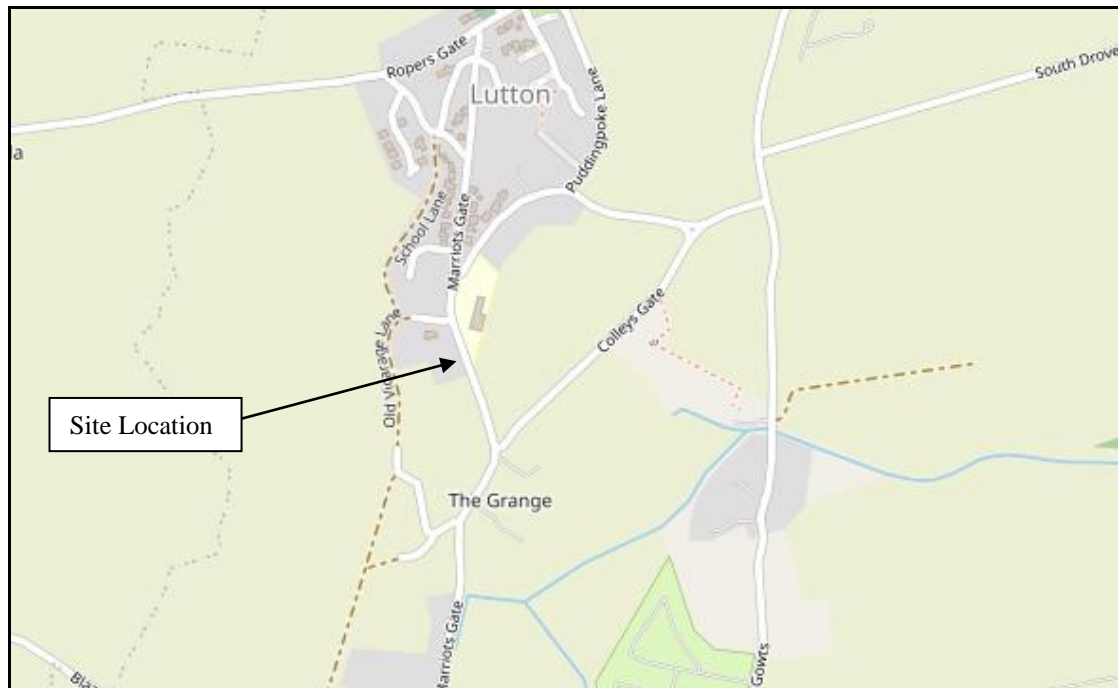 Ropers Gate
Lutton
South Drove
Puddingpoke Lane
School Lane
Marriots Gate
Colleys Gate
Old Vicarage Lane
Site Location
The Grange
Marriots Gate
Gowts